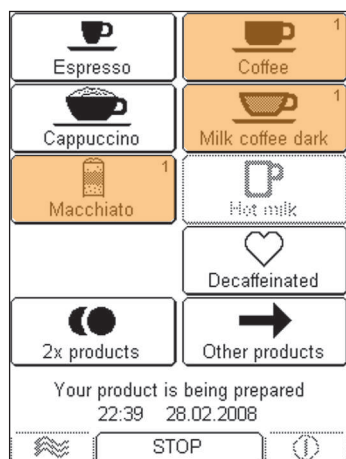 Espresso
1
Coffee
Cappuccino
1
Milk coffee dark
1
Macchiato
Hot milk
Decaffeinated
2x products
Other products
Your product is being prepared
22:39 28.02.2008
STOP